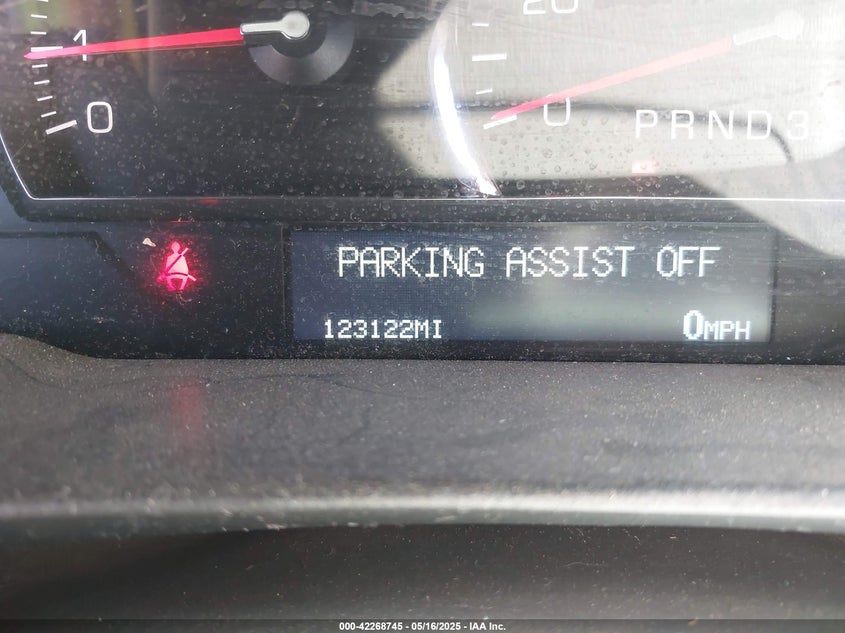 20
1
0
0
PRND3
PARKING ASSIST OFF
123122MI
0MPH
000-42268745 - 05/16/2025 - IAA Inc.